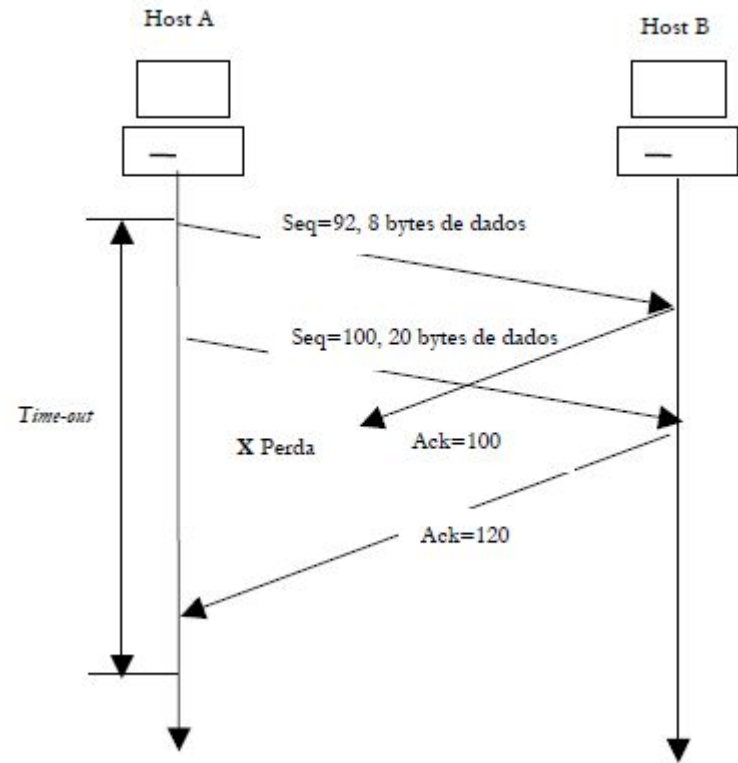 Host A
Host B
Seq=92, 8 bytes de dados
Seq=100, 20 bytes de dados
Time-out
X Perda
Ack=100
Ack=120